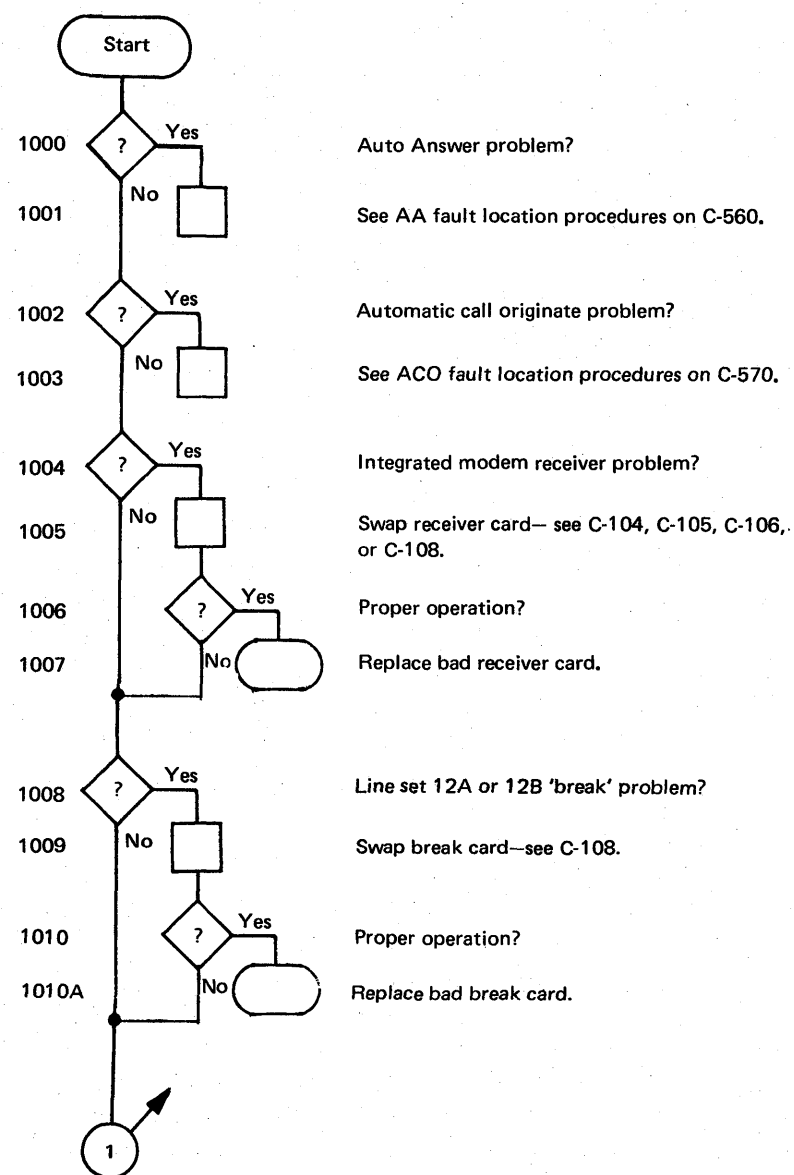 Start
1000 ? Yes Auto Answer problem?
No
1001 See AA fault location procedures on C-560.
1002 ? Yes Automatic call originate problem?
No
1003 See ACO fault location procedures on C-570.
1004 ? Yes Integrated modem receiver problem?
No
1005 Swap receiver card— see C-104, C-105, C-106,
or C-108.
1006 ? Yes Proper operation?
1007 No Replace bad receiver card.
1008 ? Yes Line set 12A or 12B 'break' problem?
No
1009 Swap break card—see C-108.
1010 ? Yes Proper operation?
1010A No Replace bad break card.
1